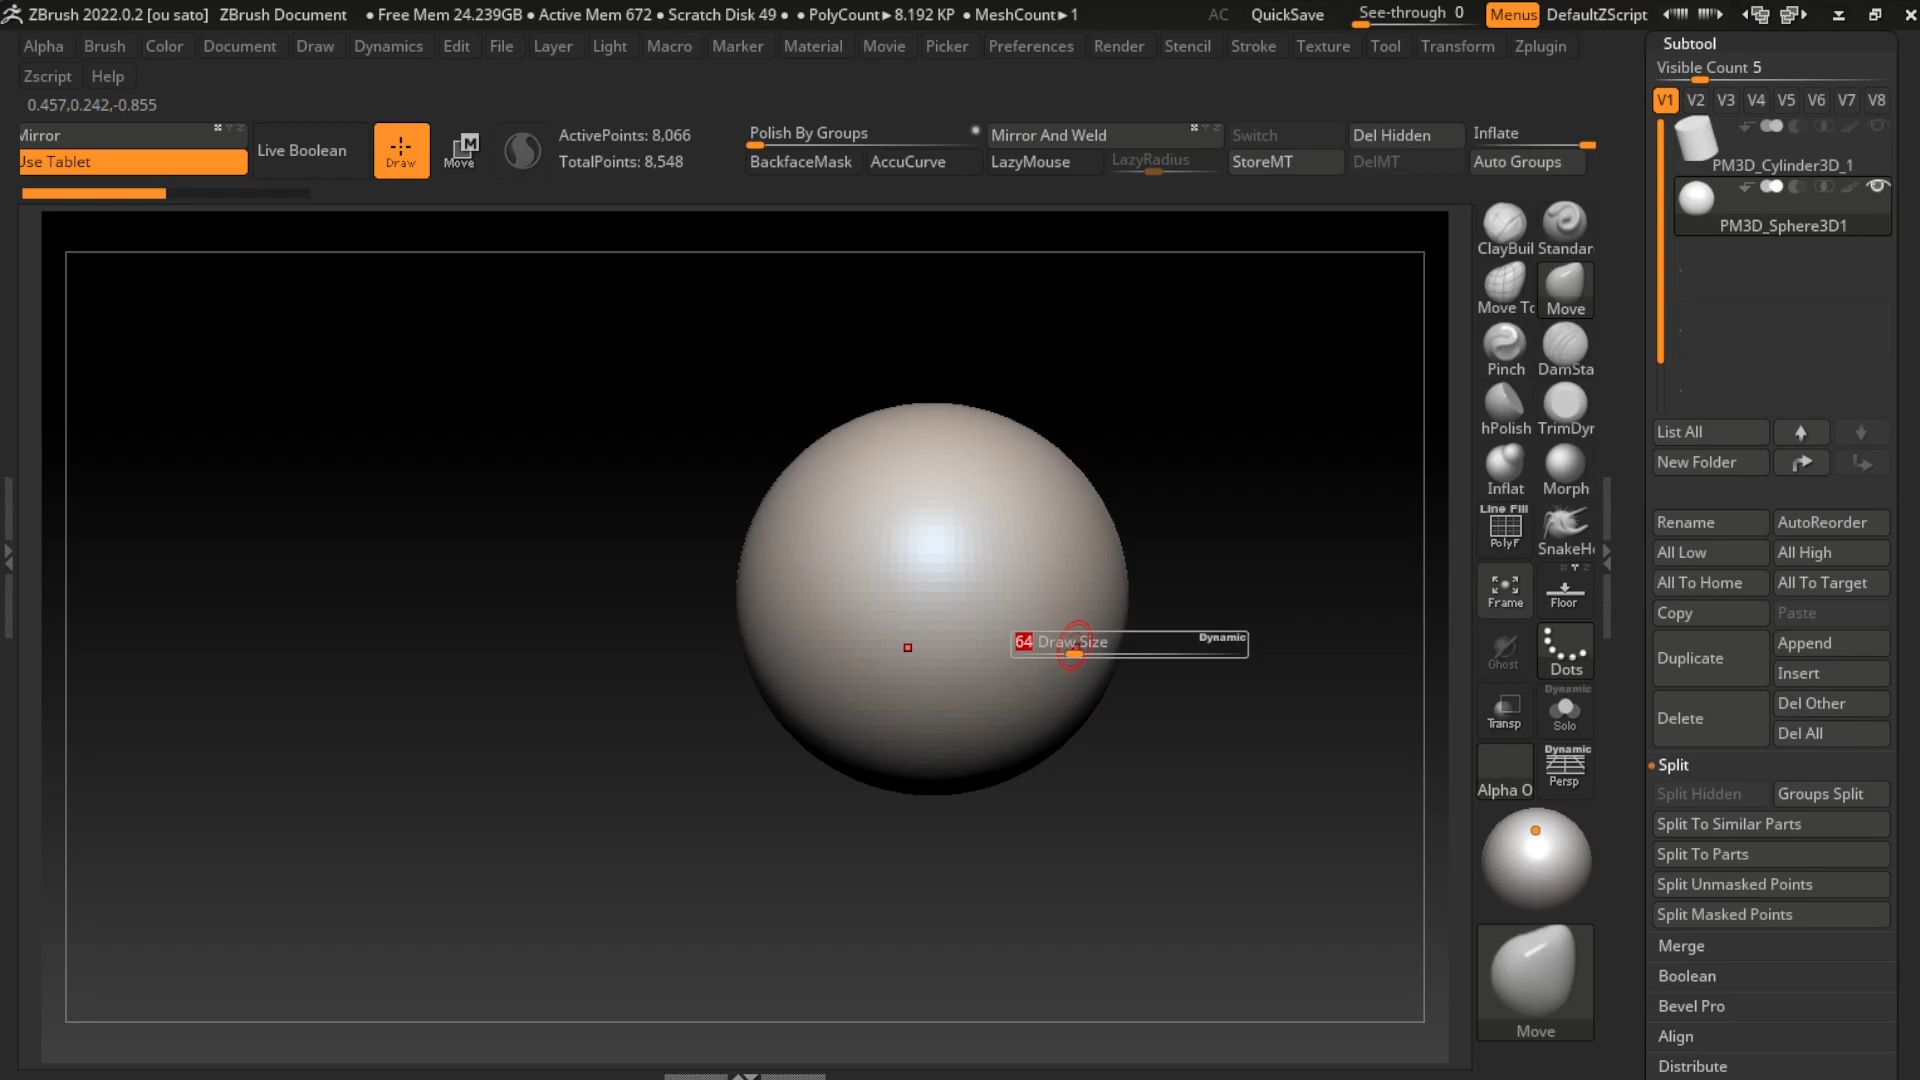 ZBrush 2022.0.2 [ou sato] ZBrush Document • Free Mem 24.239GB • Active Mem 672 • Scratch Disk 49 • • PolyCount► 8.192 KP • MeshCount► 1 AC QuickSave See-through 0 Menus DefaultZScript
Alpha Brush Color Document Draw Dynamics Edit File Layer Light Macro Marker Material Movie Picker Preferences Render Stencil Stroke Texture Tool Transform Zplugin
Zscript Help
0.457,0.242,-0.855
Mirror
Use Tablet
Live Boolean
Draw
M
Move
ActivePoints: 8,066
TotalPoints: 8,548
Polish By Groups
BackfaceMask AccuCurve
Mirror And Weld
LazyMouse LazyRadius
Switch
StoreMT
Del Hidden
DelMT
Inflate
Auto Groups
64 Draw Size Dynamic
ClayBuil Standar
Move To Move
Pinch DamSta
hPolish TrimDyr
Inflat Morph
Line Fill
PolyF
SnakeHo
Frame Floor
Ghost Dots
Transp
Dynamic
Solo
Alpha O
Dynamic
Persp
Move
Subtool
Visible Count 5
V1 V2 V3 V4 V5 V6 V7 V8
PM3D_Cylinder3D_1
PM3D_Sphere3D1
List All
New Folder
Rename AutoReorder
All Low All High
All To Home All To Target
Copy Paste
Duplicate Append
Insert
Delete Del Other
Del All
Split
Split Hidden Groups Split
Split To Similar Parts
Split To Parts
Split Unmasked Points
Split Masked Points
Merge
Boolean
Bevel Pro
Align
Distribute